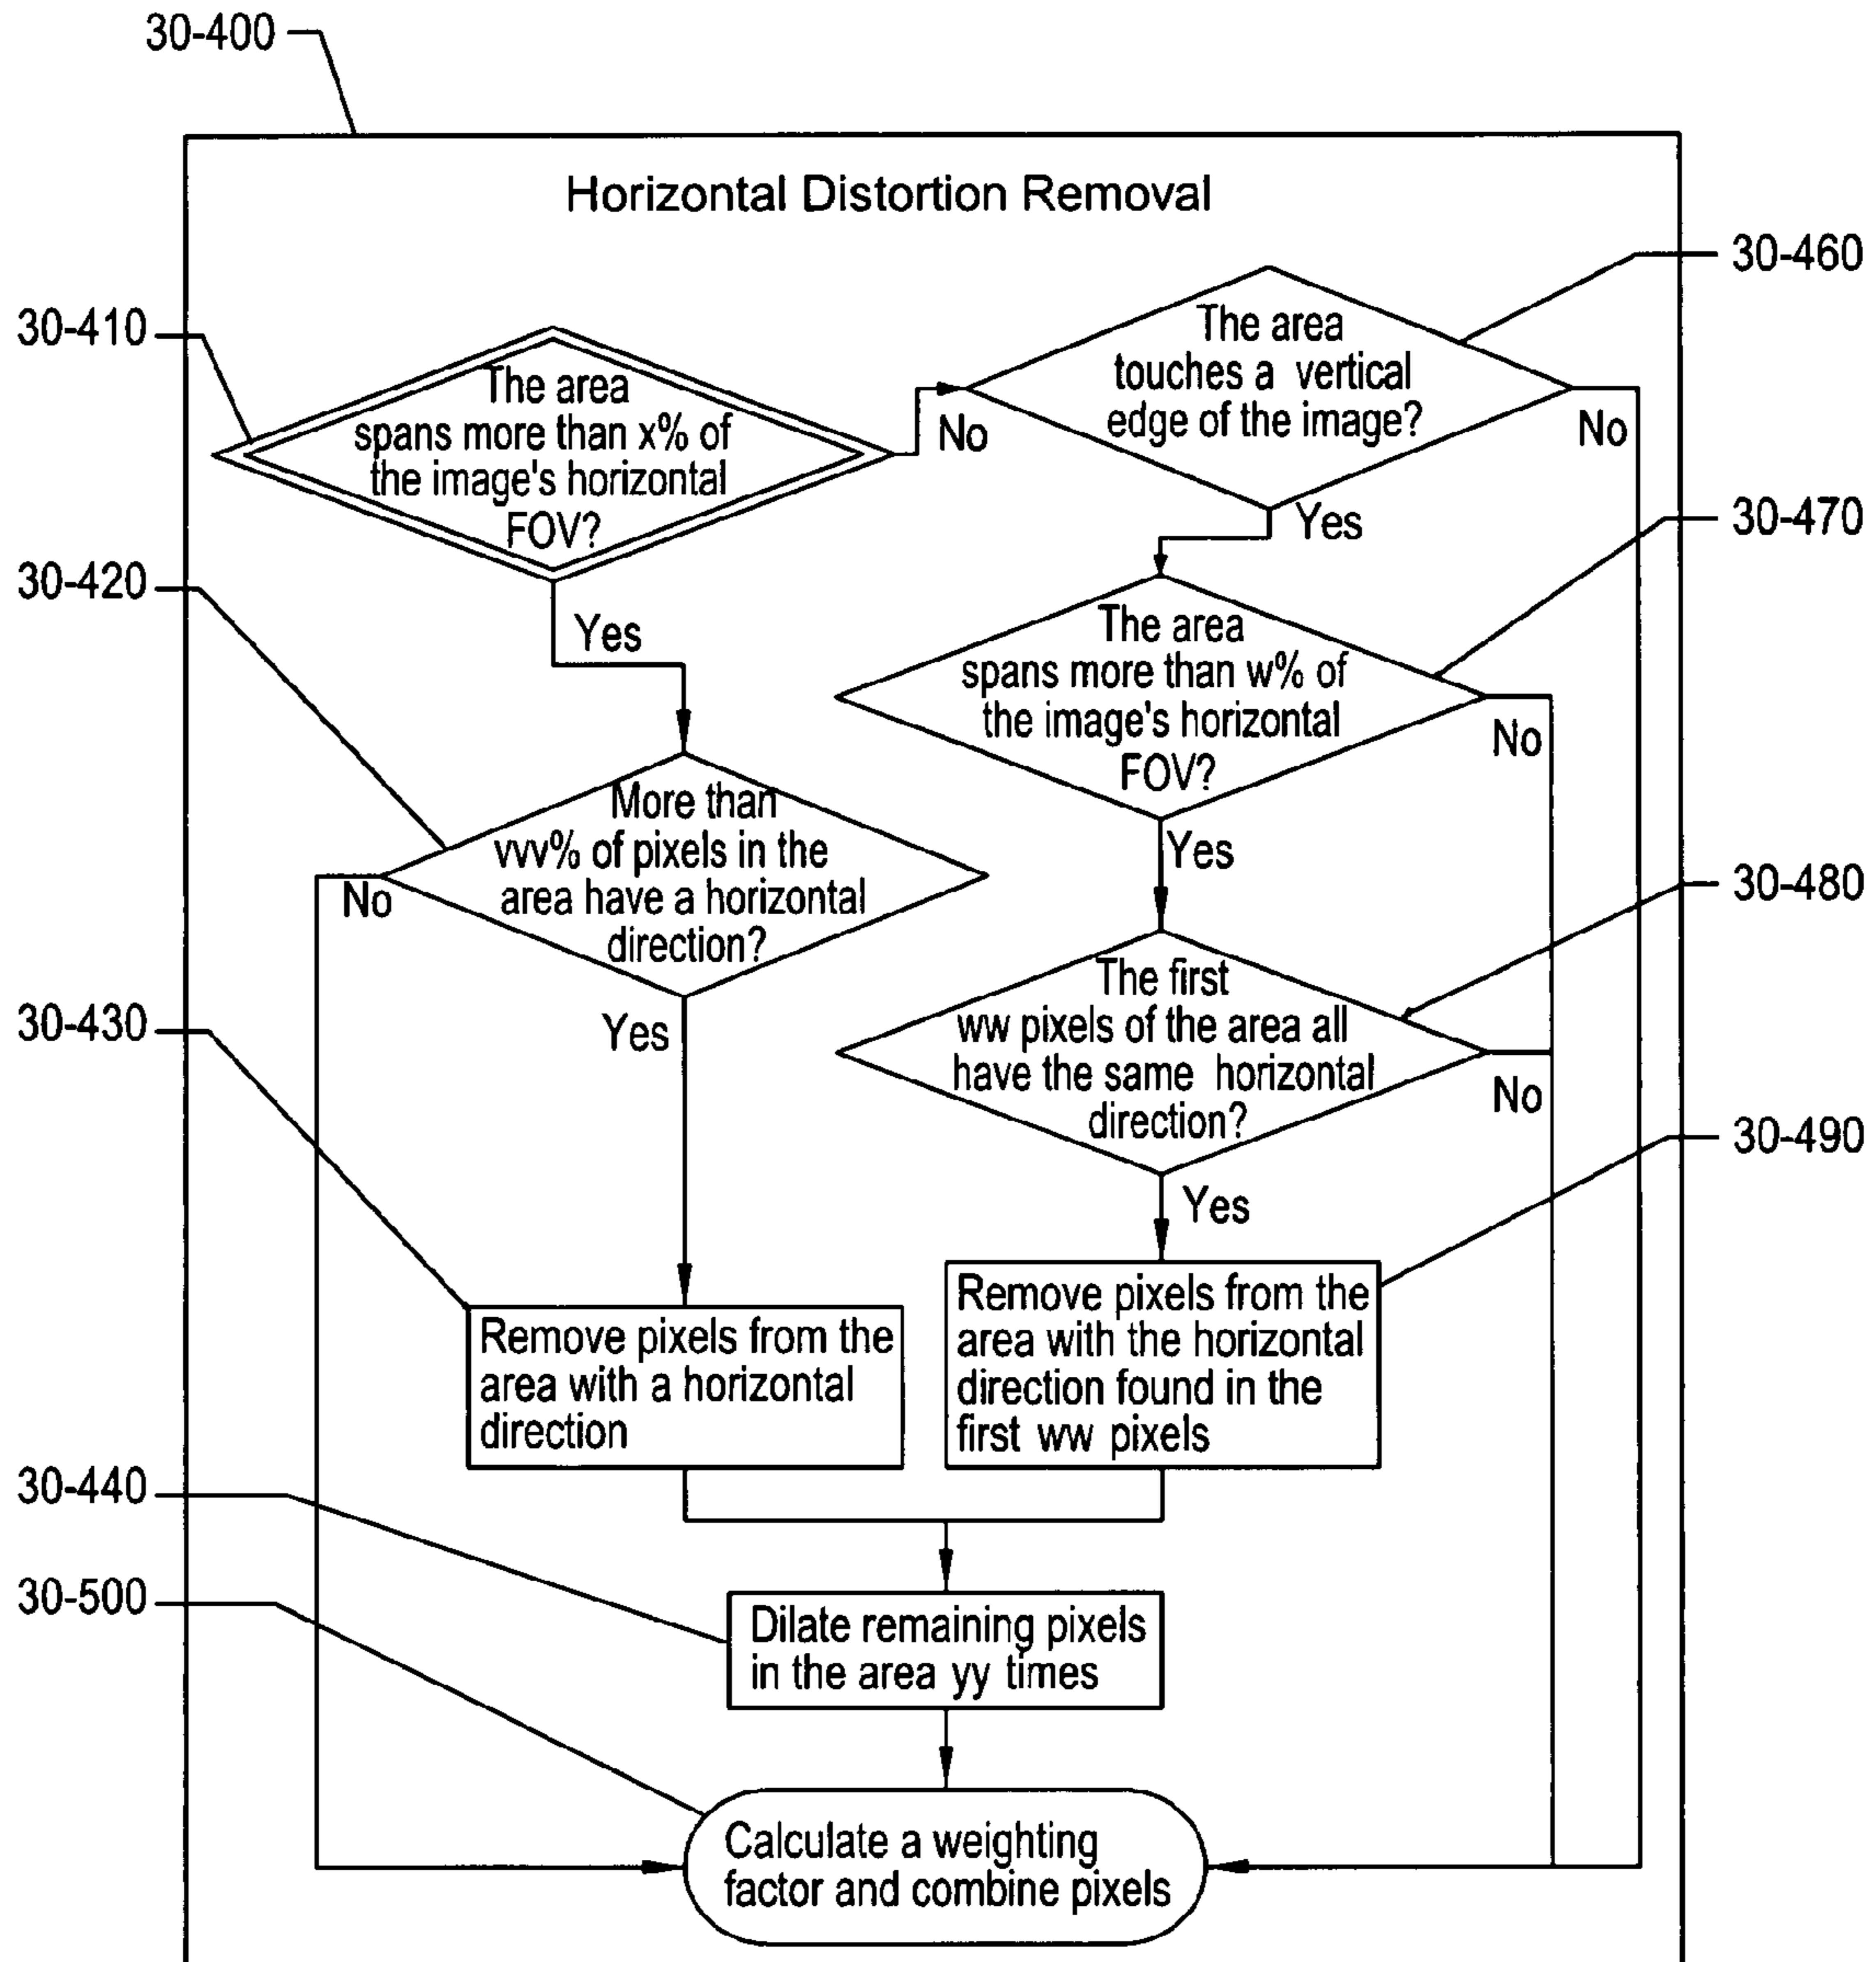 30-400
Horizontal Distortion Removal
30-460
30-410
The area
spans more than x% of
the image's horizontal
FOV?
No
The area
touches a vertical
edge of the image?
No
Yes
30-470
30-420
Yes
The area
spans more than w% of
the image's horizontal
FOV?
No
More than
vvv% of pixels in the
area have a horizontal
direction?
No
Yes
30-480
The first
ww pixels of the area all
have the same horizontal
direction?
No
30-430
Yes
30-490
Yes
Remove pixels from the
area with a horizontal
direction
Remove pixels from the
area with the horizontal
direction found in the
first ww pixels
30-440
Dilate remaining pixels
in the area yy times
30-500
Calculate a weighting
factor and combine pixels